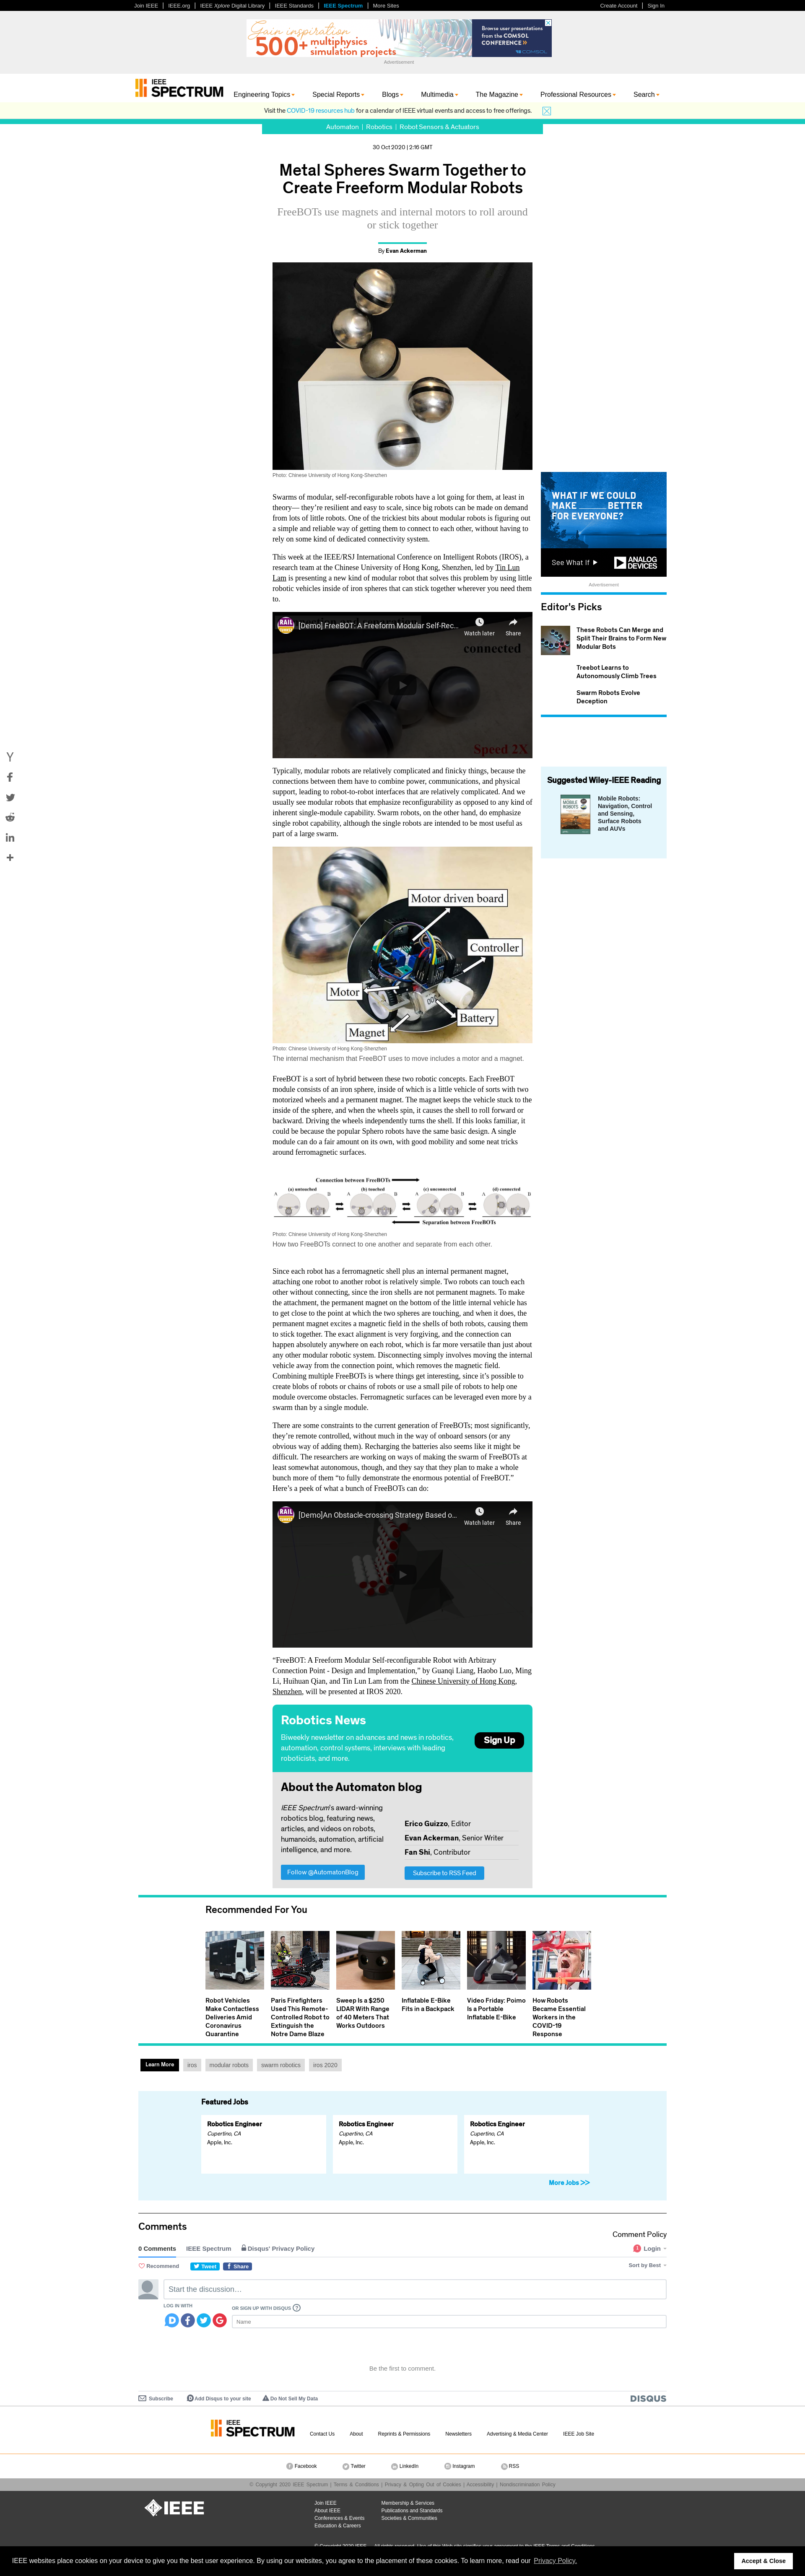 Join IEEE | IEEE.org | IEEE Xplore Digital Library | IEEE Standards | IEEE Spectrum | More Sites
Create Account | Sign In
Gain inspiration from
500+ multiphysics
simulation projects
Browse user presentations
from the COMSOL
CONFERENCE »
COMSOL
Advertisement
IEEE
SPECTRUM
Engineering Topics
Special Reports
Blogs
Multimedia
The Magazine
Professional Resources
Search
Visit the COVID-19 resources hub for a calendar of IEEE virtual events and access to free offerings.
Automaton | Robotics | Robot Sensors & Actuators
30 Oct 2020 | 2:16 GMT
Metal Spheres Swarm Together to
Create Freeform Modular Robots
FreeBOTs use magnets and internal motors to roll around
or stick together
By Evan Ackerman
Photo: Chinese University of Hong Kong-Shenzhen
Swarms of modular, self-reconfigurable robots have a lot going for them, at least in
theory— they're resilient and easy to scale, since big robots can be made on demand
from lots of little robots. One of the trickiest bits about modular robots is figuring out
a simple and reliable way of getting them to connect to each other, without having to
rely on some kind of dedicated connectivity system.
This week at the IEEE/RSJ International Conference on Intelligent Robots (IROS), a
research team at the Chinese University of Hong Kong, Shenzhen, led by Tin Lun
Lam is presenting a new kind of modular robot that solves this problem by using little
robotic vehicles inside of iron spheres that can stick together wherever you need them
to.
RAIL
[Demo] FreeBOT: A Freeform Modular Self-Rec...
Watch later
Share
connected
Speed 2X
Typically, modular robots are relatively complicated and finicky things, because the
connections between them have to combine power, communications, and physical
support, leading to robot-to-robot interfaces that are relatively complicated. And we
usually see modular robots that emphasize reconfigurability as opposed to any kind of
inherent single-module capability. Swarm robots, on the other hand, do emphasize
single robot capability, although the single robots are intended to be most useful as
part of a large swarm.
Motor driven board
Controller
Motor
Battery
Magnet
Photo: Chinese University of Hong Kong-Shenzhen
The internal mechanism that FreeBOT uses to move includes a motor and a magnet.
FreeBOT is a sort of hybrid between these two robotic concepts. Each FreeBOT
module consists of an iron sphere, inside of which is a little vehicle of sorts with two
motorized wheels and a permanent magnet. The magnet keeps the vehicle stuck to the
inside of the sphere, and when the wheels spin, it causes the shell to roll forward or
backward. Driving the wheels independently turns the shell. If this looks familiar, it
could be because the popular Sphero robots have the same basic design. A single
module can do a fair amount on its own, with good mobility and some neat tricks
around ferromagnetic surfaces.
Connection between FreeBOTs
(a) untouched (b) touched (c) unconnected (d) connected
A B A B A B A B
Separation between FreeBOTs
Photo: Chinese University of Hong Kong-Shenzhen
How two FreeBOTs connect to one another and separate from each other.
Since each robot has a ferromagnetic shell plus an internal permanent magnet,
attaching one robot to another robot is relatively simple. Two robots can touch each
other without connecting, since the iron shells are not permanent magnets. To make
the attachment, the permanent magnet on the bottom of the little internal vehicle has
to get close to the point at which the two spheres are touching, and when it does, the
permanent magnet excites a magnetic field in the shells of both robots, causing them
to stick together. The exact alignment is very forgiving, and the connection can
happen absolutely anywhere on each robot, which is far more versatile than just about
any other modular robotic system. Disconnecting simply involves moving the internal
vehicle away from the connection point, which removes the magnetic field.
Combining multiple FreeBOTs is where things get interesting, since it's possible to
create blobs of robots or chains of robots or use a small pile of robots to help one
module overcome obstacles. Ferromagnetic surfaces can be leveraged even more by a
swarm than by a single module.
There are some constraints to the current generation of FreeBOTs; most significantly,
they're remote controlled, without much in the way of onboard sensors (or any
obvious way of adding them). Recharging the batteries also seems like it might be
difficult. The researchers are working on ways of making the swarm of FreeBOTs at
least somewhat autonomous, though, and they say that they plan to make a whole
bunch more of them “to fully demonstrate the enormous potential of FreeBOT.”
Here's a peek of what a bunch of FreeBOTs can do:
RAIL
[Demo]An Obstacle-crossing Strategy Based o...
Watch later
Share
“FreeBOT: A Freeform Modular Self-reconfigurable Robot with Arbitrary
Connection Point - Design and Implementation,” by Guanqi Liang, Haobo Luo, Ming
Li, Huihuan Qian, and Tin Lun Lam from the Chinese University of Hong Kong,
Shenzhen, will be presented at IROS 2020.
WHAT IF WE COULD
MAKE ______ BETTER
FOR EVERYONE?
See What If
ANALOG
DEVICES
Advertisement
Editor's Picks
These Robots Can Merge and
Split Their Brains to Form New
Modular Bots
Treebot Learns to
Autonomously Climb Trees
Swarm Robots Evolve
Deception
Suggested Wiley-IEEE Reading
MOBILE
ROBOTS
Mobile Robots:
Navigation, Control
and Sensing,
Surface Robots
and AUVs
Robotics News
Biweekly newsletter on advances and news in robotics,
automation, control systems, interviews with leading
roboticists, and more.
Sign Up
About the Automaton blog
IEEE Spectrum's award-winning
robotics blog, featuring news,
articles, and videos on robots,
humanoids, automation, artificial
intelligence, and more.
Follow @AutomatonBlog
Erico Guizzo, Editor
Evan Ackerman, Senior Writer
Fan Shi, Contributor
Subscribe to RSS Feed
Recommended For You
Robot Vehicles
Make Contactless
Deliveries Amid
Coronavirus
Quarantine
Paris Firefighters
Used This Remote-
Controlled Robot to
Extinguish the
Notre Dame Blaze
Sweep Is a $250
LIDAR With Range
of 40 Meters That
Works Outdoors
Inflatable E-Bike
Fits in a Backpack
Video Friday: Poimo
Is a Portable
Inflatable E-Bike
How Robots
Became Essential
Workers in the
COVID-19
Response
Learn More
iros
modular robots
swarm robotics
iros 2020
Featured Jobs
Robotics Engineer
Cupertino, CA
Apple, Inc.
Robotics Engineer
Cupertino, CA
Apple, Inc.
Robotics Engineer
Cupertino, CA
Apple, Inc.
More Jobs >>
Comments
Comment Policy
0 Comments
IEEE Spectrum
Disqus' Privacy Policy
Login
Recommend
Tweet
Share
Sort by Best
Start the discussion…
LOG IN WITH
OR SIGN UP WITH DISQUS ?
Name
Be the first to comment.
Subscribe
Add Disqus to your site
Do Not Sell My Data
DISQUS
IEEE
SPECTRUM
Contact Us
About
Reprints & Permissions
Newsletters
Advertising & Media Center
IEEE Job Site
Facebook
Twitter
LinkedIn
Instagram
RSS
© Copyright 2020 IEEE Spectrum | Terms & Conditions | Privacy & Opting Out of Cookies | Accessibility | Nondiscrimination Policy
IEEE
Join IEEE
About IEEE
Conferences & Events
Education & Careers
Membership & Services
Publications and Standards
Societies & Communities
IEEE websites place cookies on your device to give you the best user experience. By using our websites, you agree to the placement of these cookies. To learn more, read our Privacy Policy.
Accept & Close